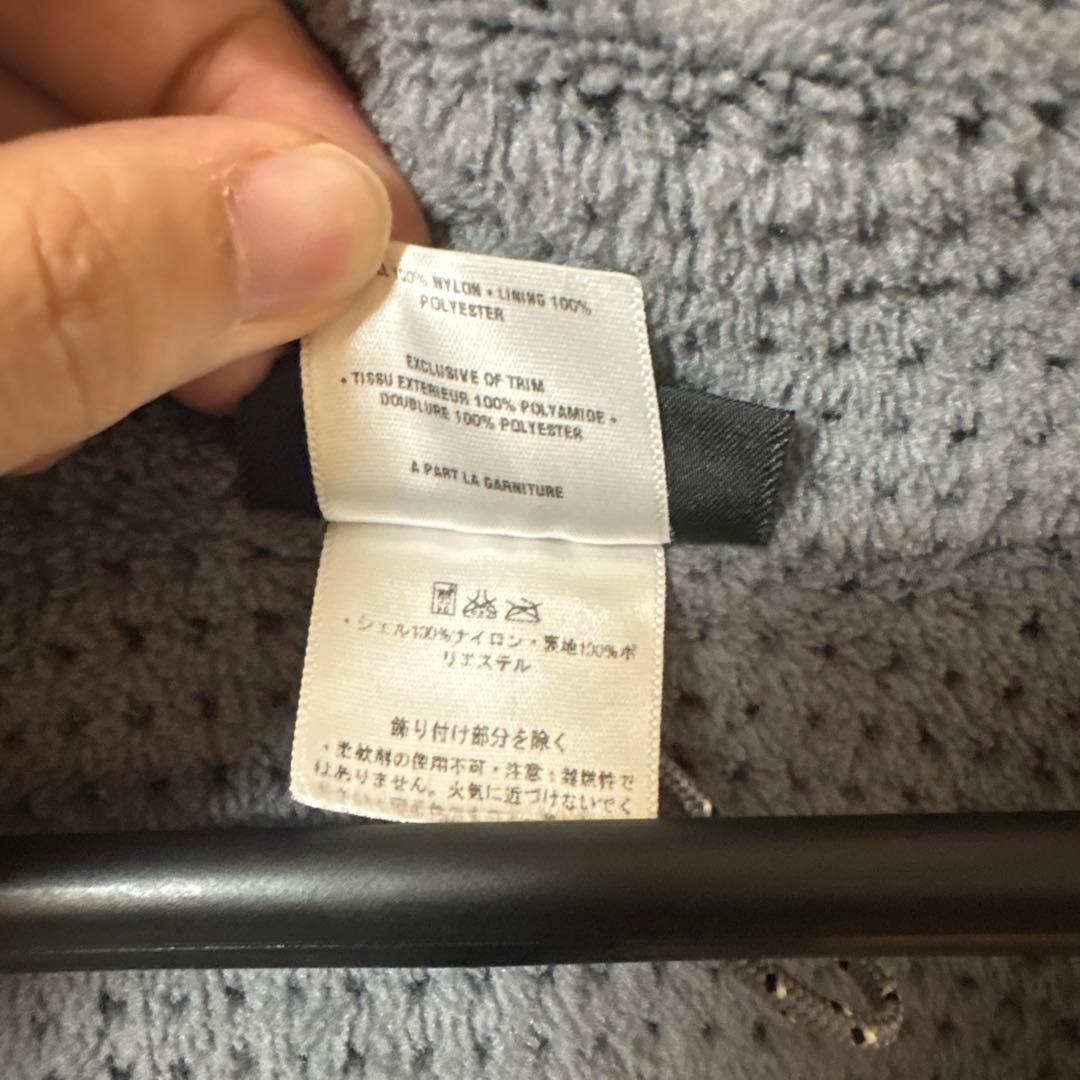 100% NYLON • LINING 100%
POLYESTER
EXCLUSIVE OF TRIM
• TISSU EXTERIEUR 100% POLYAMIDE •
DOUBLURE 100% POLYESTER
A PART LA GARNITURE
・シェル100%ナイロン・裏地100%ポ
リエステル
飾り付け部分を除く
・柔軟剤の使用不可・注意：難燃性で
はありません。火気に近づけないでく